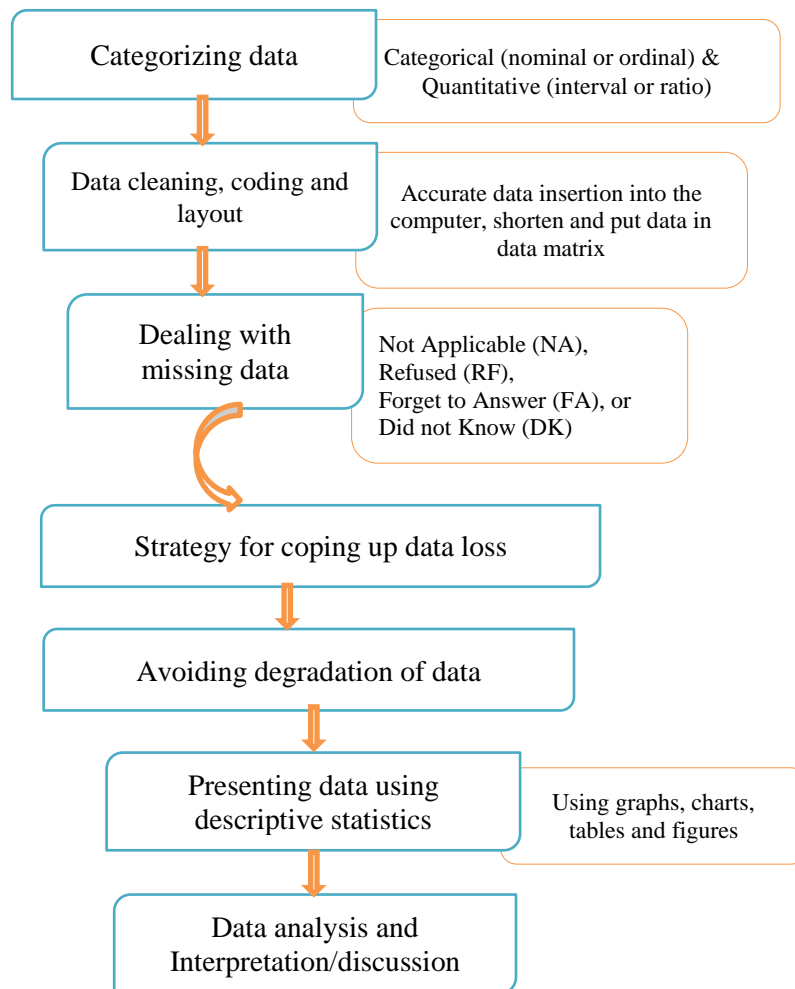 Categorizing data
Categorical (nominal or ordinal) &
Quantitative (interval or ratio)
Data cleaning, coding and
layout
Accurate data insertion into the
computer, shorten and put data in
data matrix
Dealing with
missing data
Not Applicable (NA),
Refused (RF),
Forget to Answer (FA), or
Did not Know (DK)
Strategy for coping up data loss
Avoiding degradation of data
Presenting data using
descriptive statistics
Using graphs, charts,
tables and figures
Data analysis and
Interpretation/discussion